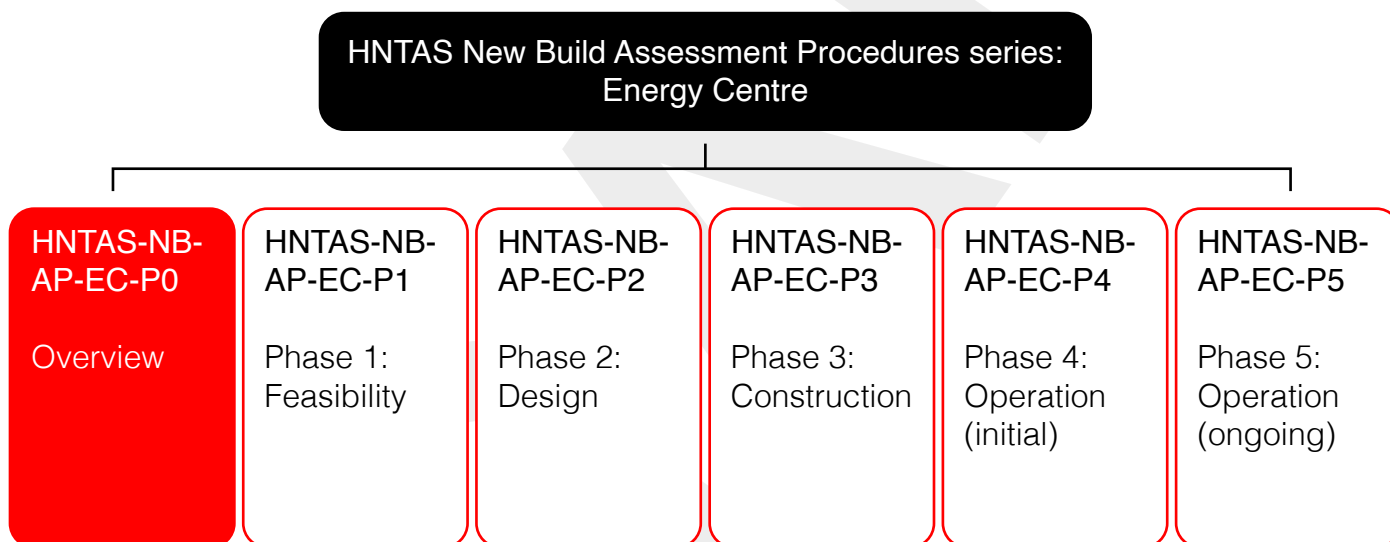 HNTAS New Build Assessment Procedures series:
Energy Centre
HNTAS-NB-
AP-EC-P0
Overview
HNTAS-NB-
AP-EC-P1
Phase 1:
Feasibility
HNTAS-NB-
AP-EC-P2
Phase 2:
Design
HNTAS-NB-
AP-EC-P3
Phase 3:
Construction
HNTAS-NB-
AP-EC-P4
Phase 4:
Operation
(initial)
HNTAS-NB-
AP-EC-P5
Phase 5:
Operation
(ongoing)